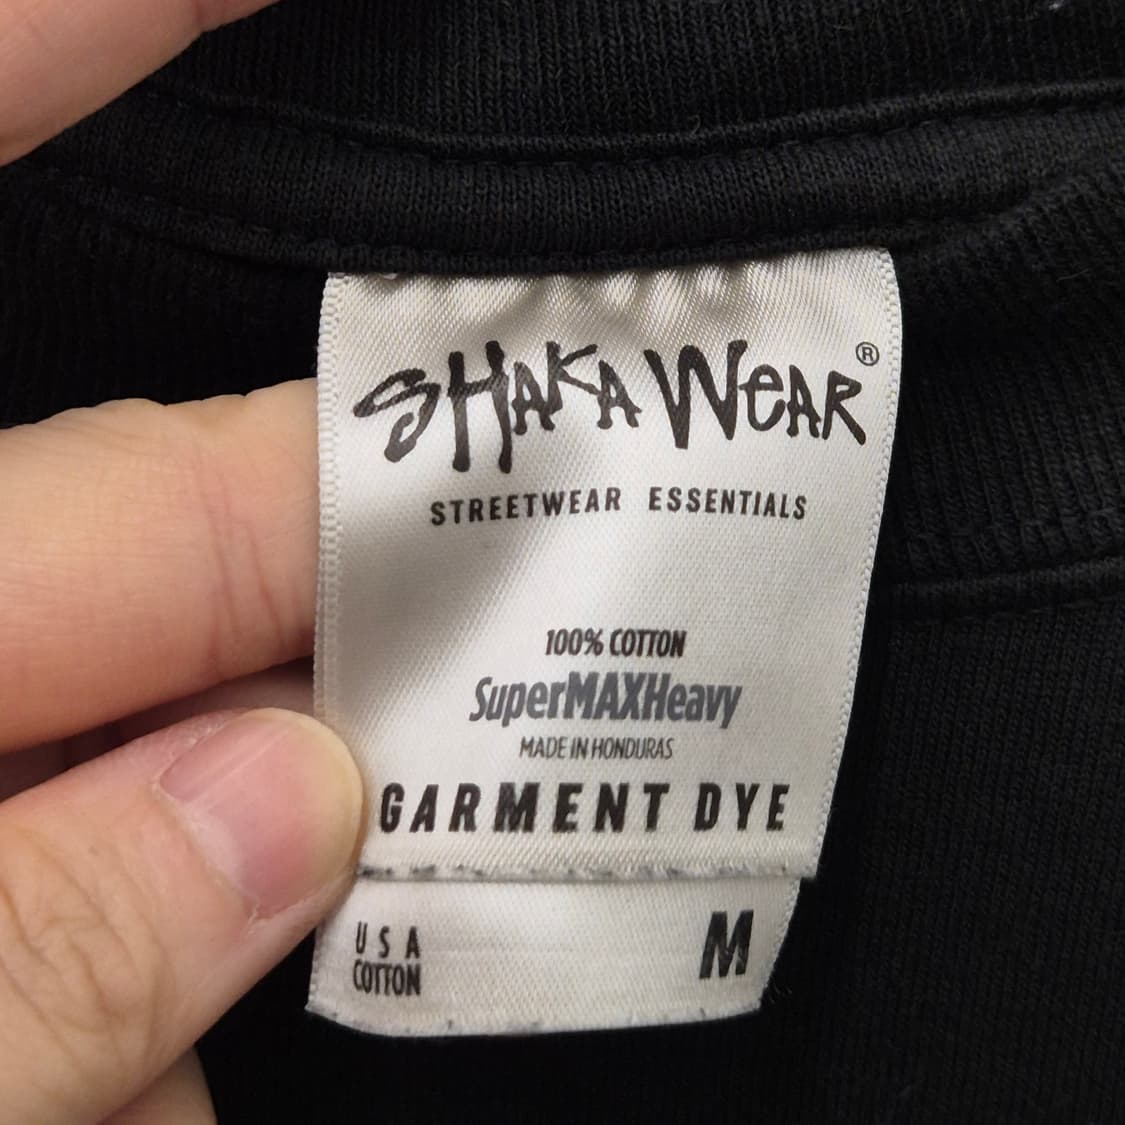 SHAKA WEAR®
STREETWEAR ESSENTIALS
100% COTTON
SuperMAXHeavy
MADE IN HONDURAS
GARMENT DYE
USA
COTTON
M